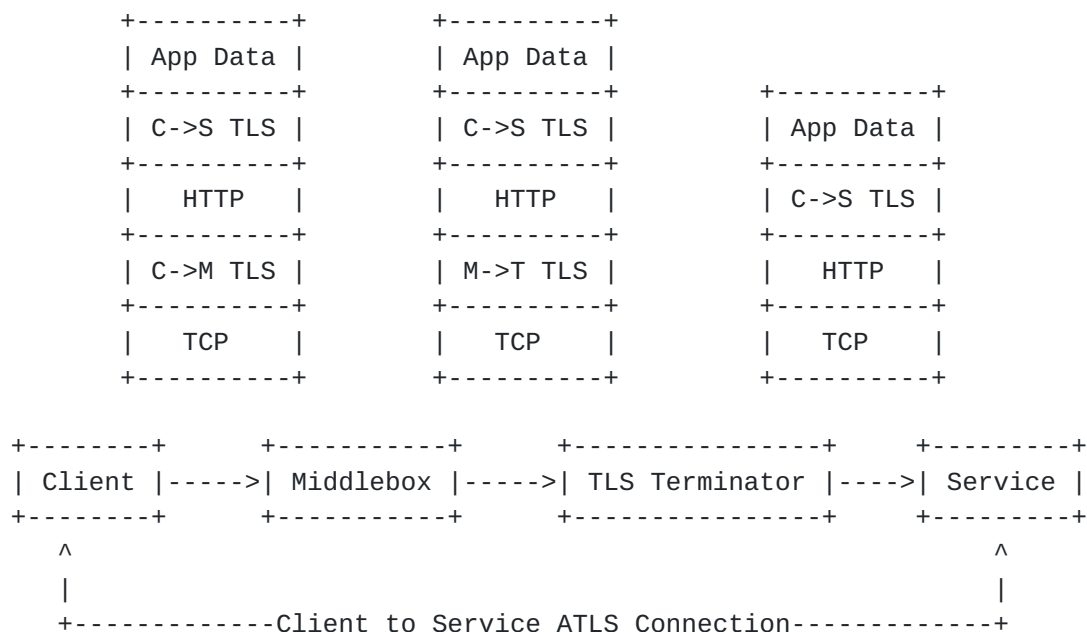 +----------+          +----------+
| App Data |          | App Data |
+----------+          +----------+          +----------+
| C->S TLS |          | C->S TLS |          | App Data |
+----------+          +----------+          +----------+
|   HTTP   |          |   HTTP   |          | C->S TLS |
+----------+          +----------+          +----------+
| C->M TLS |          | M->T TLS |          |   HTTP   |
+----------+          +----------+          +----------+
|   TCP    |          |   TCP    |          |   TCP    |
+----------+          +----------+          +----------+
+--------+      +-----------+      +----------------+      +---------+
| Client |----->| Middlebox |----->| TLS Terminator |---->| Service |
+--------+      +-----------+      +----------------+      +---------+
^                                                            ^
|                                                            |
+-------------Client to Service ATLS Connection-------------+